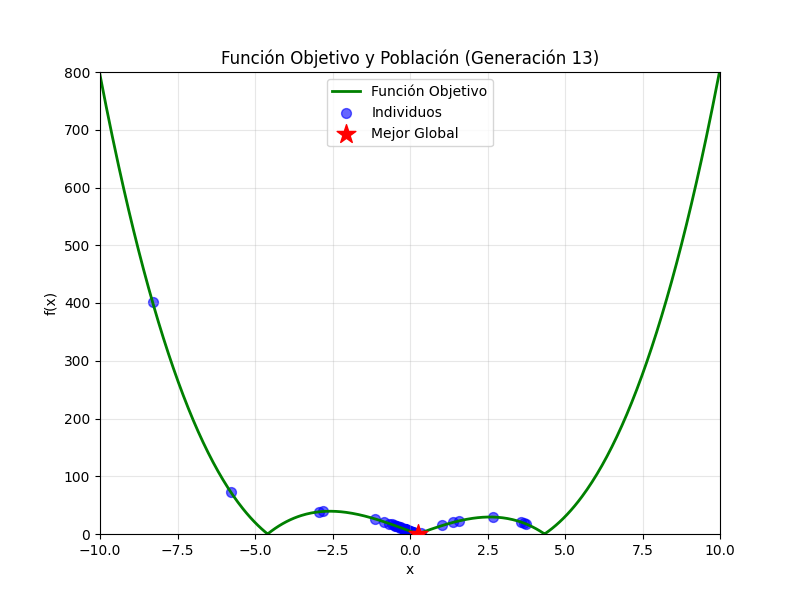 Función Objetivo y Población (Generación 13)
Función Objetivo
Individuos
Mejor Global
800
700
600
500
400
300
200
100
0
f(x)
−10.0 −7.5 −5.0 −2.5 0.0 2.5 5.0 7.5 10.0
x